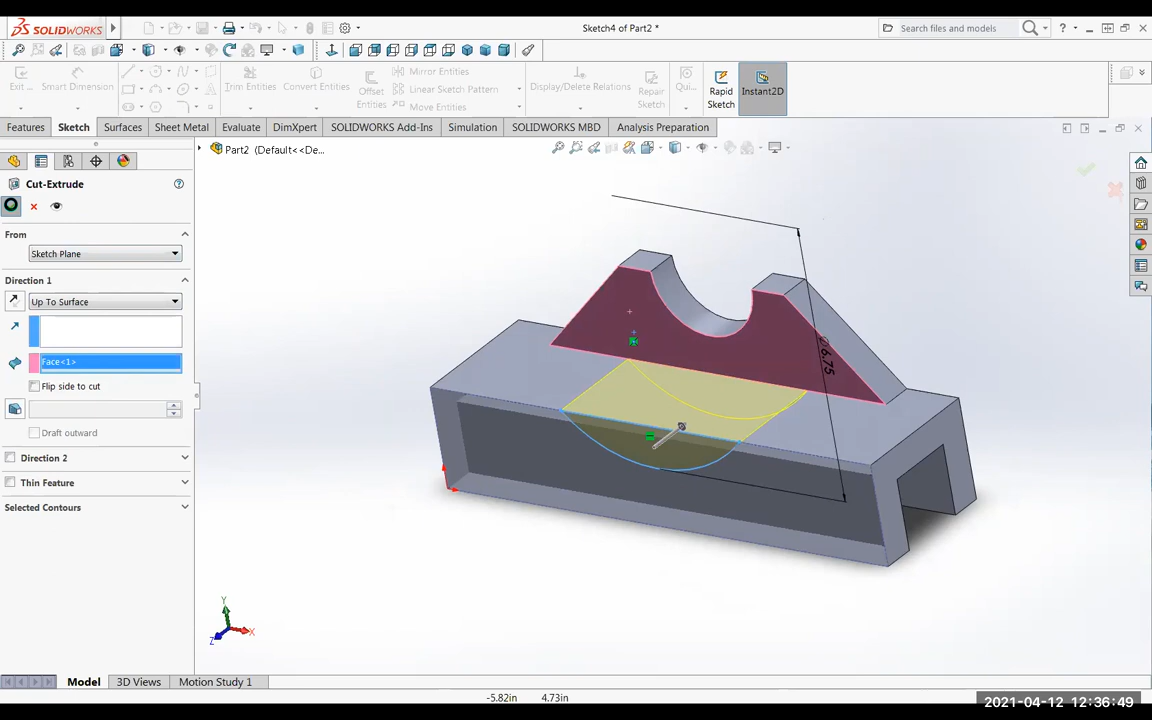 SOLIDWORKS
Sketch4 of Part2 *
Search files and models
Exit ...
Smart Dimension
Trim Entities
Convert Entities
Offset Entities
Mirror Entities
Linear Sketch Pattern
Move Entities
Display/Delete Relations
Repair Sketch
Qui...
Rapid Sketch
Instant2D
Features
Sketch
Surfaces
Sheet Metal
Evaluate
DimXpert
SOLIDWORKS Add-Ins
Simulation
SOLIDWORKS MBD
Analysis Preparation
Part2 (Default<<De...
Cut-Extrude
From
Sketch Plane
Direction 1
Up To Surface
Face<1>
Flip side to cut
Draft outward
Direction 2
Thin Feature
Selected Contours
6.75
Y
X
Z
Model
3D Views
Motion Study 1
-5.82in
4.73in
2021-04-12 12:36:49